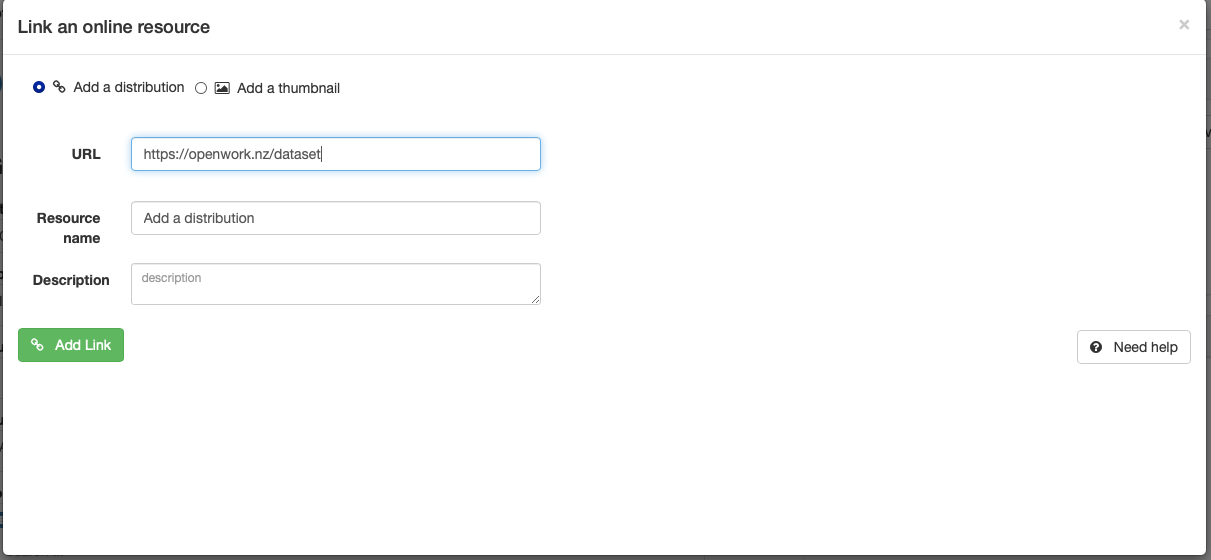 Link an online resource
×
Add a distribution Add a thumbnail
URL https://openwork.nz/dataset
Resource name Add a distribution
Description description
Add Link
Need help